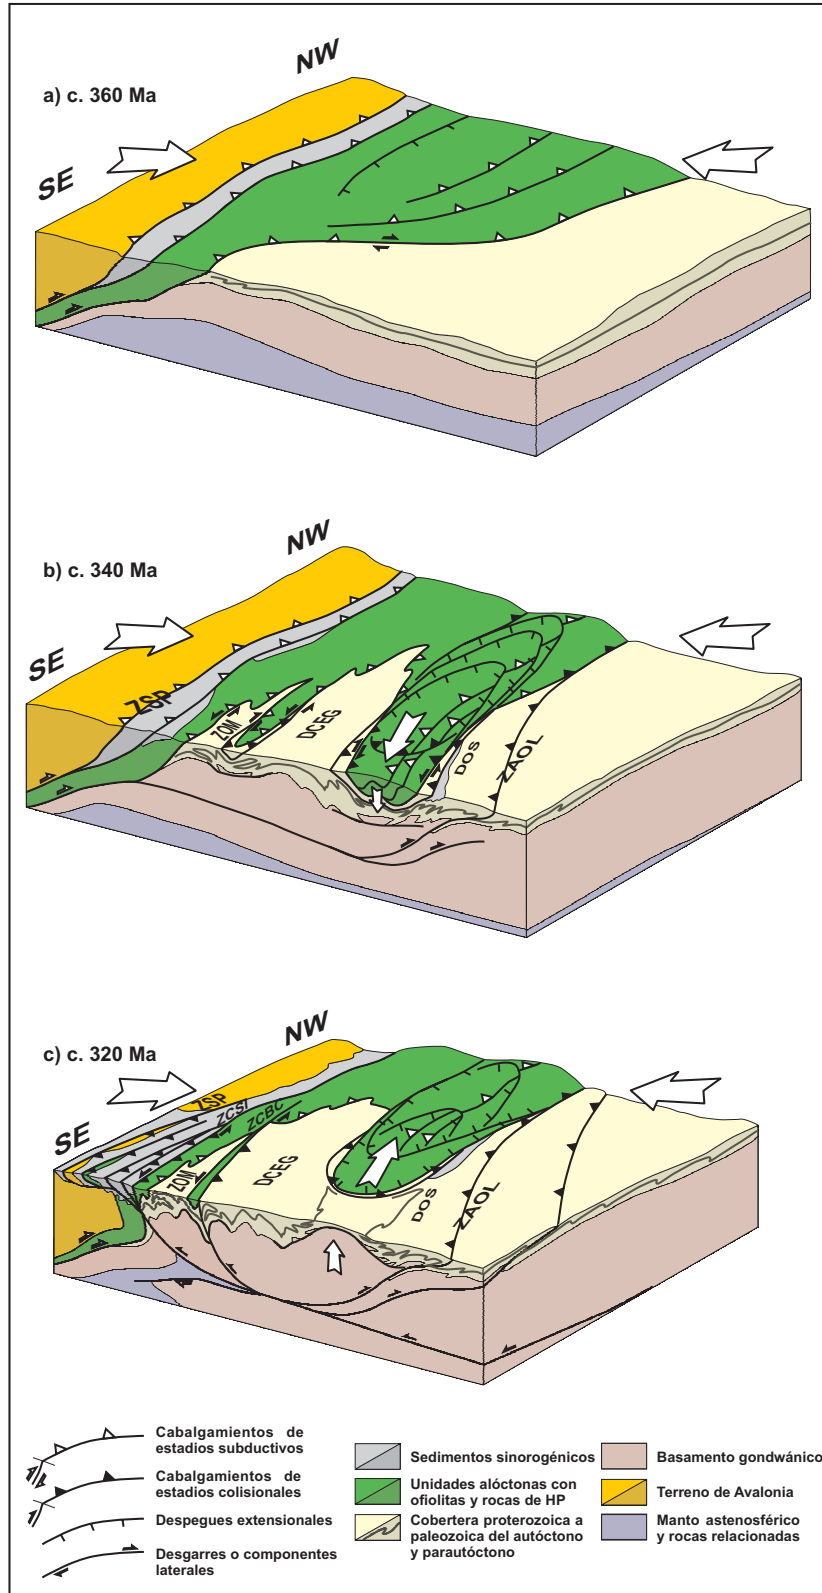 NW
a) c. 360 Ma
SE
NW
b) c. 340 Ma
SE
ZSP
ZOM
DCEG
DOS
ZAOL
NW
c) c. 320 Ma
SE
ZSP
ZCSI
ZCBC
ZOM
DCEG
DOS
ZAOL
Cabalgamientos de
estadios subductivos
Cabalgamientos de
estadios colisionales
Despegues extensionales
Desgarres o componentes
laterales
Sedimentos sinorogénicos
Unidades alóctonas con
ofiolitas y rocas de HP
Cobertera proterozoica a
paleozoica del autóctono
y parautóctono
Basamento gondwánico
Terreno de Avalonia
Manto astenosférico
y rocas relacionadas